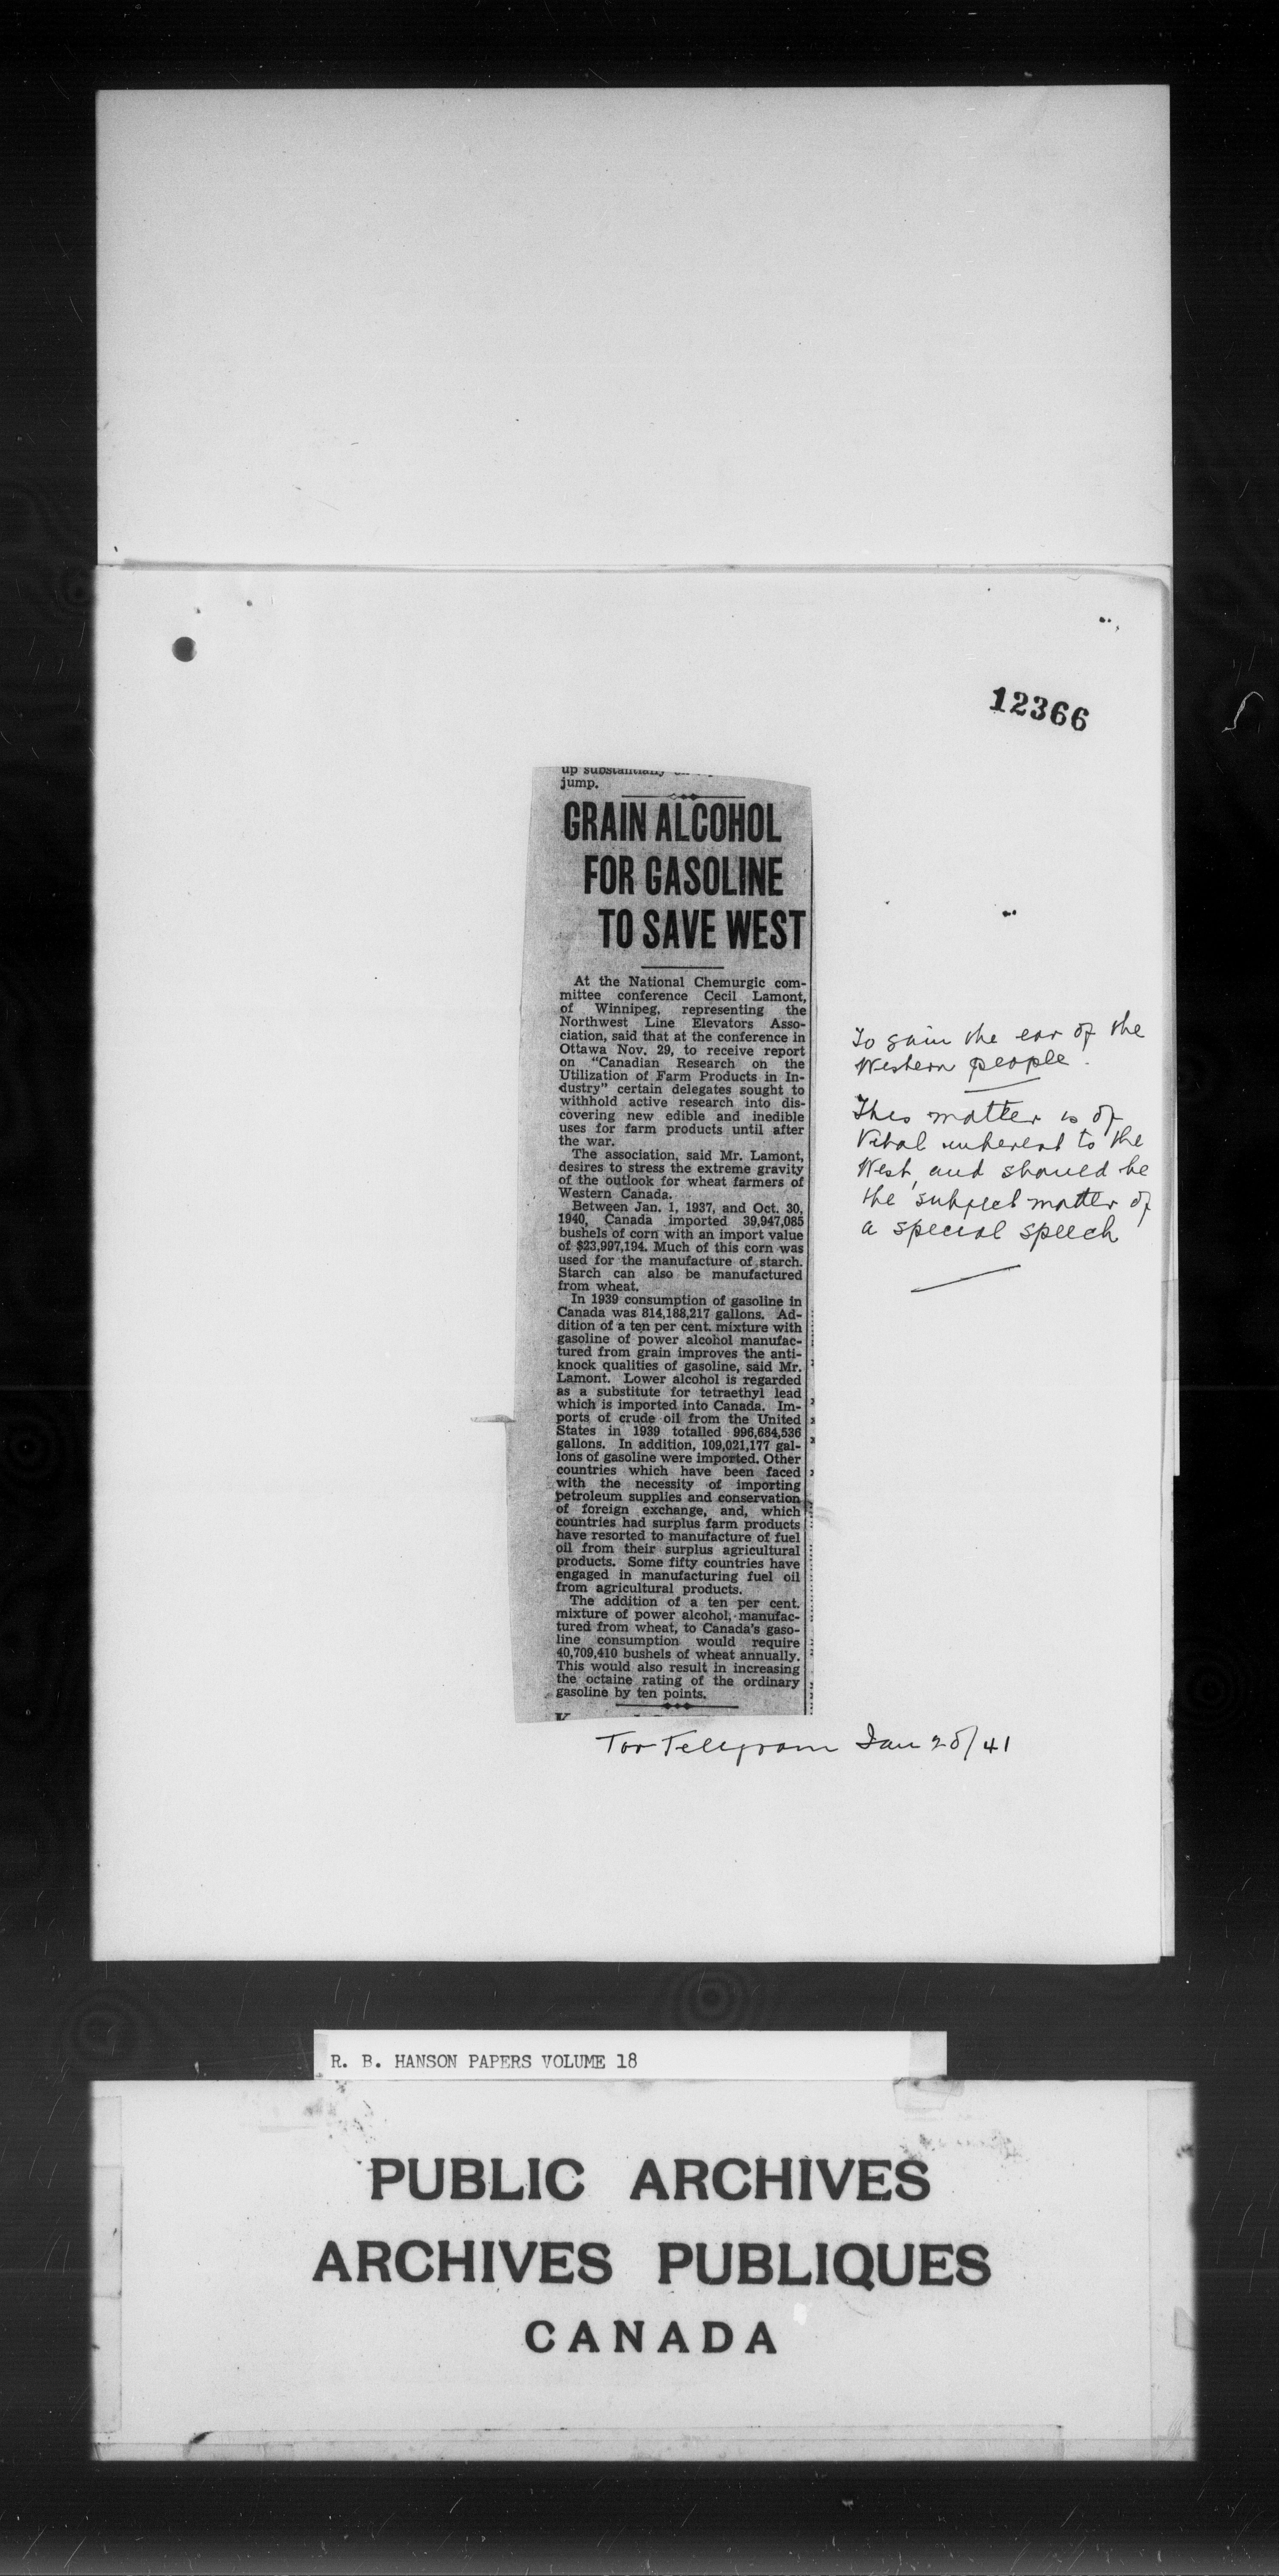 12366
up substantially
jump.
GRAIN ALCOHOL
FOR GASOLINE
TO SAVE WEST
At the National Chemurgic com-
mittee conference Cecil Lamont,
of Winnipeg, representing the
Northwest Line Elevators Asso-
ciation, said that at the conference in
Ottawa Nov. 29, to receive report
on "Canadian Research on the
Utilization of Farm Products in In-
dustry" certain delegates sought to
withhold active research into dis-
covering new edible and inedible
uses for farm products until after
the war.
The association, said Mr. Lamont,
desires to stress the extreme gravity
of the outlook for wheat farmers of
Western Canada.
Between Jan. 1, 1937, and Oct. 30,
1940, Canada imported 39,947,085
bushels of corn with an import value
of $23,997,194. Much of this corn was
used for the manufacture of starch.
Starch can also be manufactured
from wheat.
In 1939 consumption of gasoline in
Canada was 814,188,217 gallons. Ad-
dition of a ten per cent. mixture with
gasoline of power alcohol manufac-
tured from grain improves the anti-
knock qualities of gasoline, said Mr.
Lamont. Lower alcohol is regarded
as a substitute for tetraethyl lead
which is imported into Canada. Im-
ports of crude oil from the United
States in 1939 totalled 996,684,536
gallons. In addition, 109,021,177 gal-
lons of gasoline were imported. Other
countries which have been faced
with the necessity of importing
petroleum supplies and conservation
of foreign exchange, and, which
countries had surplus farm products
have resorted to manufacture of fuel
oil from their surplus agricultural
products. Some fifty countries have
engaged in manufacturing fuel oil
from agricultural products.
The addition of a ten per cent.
mixture of power alcohol, manufac-
tured from wheat, to Canada's gaso-
line consumption would require
40,709,410 bushels of wheat annually.
This would also result in increasing
the octaine rating of the ordinary
gasoline by ten points.
To gain the ear of the
Western people.
This matter is of
Vital interest to the
West, and should be
the subject matter of
a special speech
Tor Telegram Jan 28/41
R. B. HANSON PAPERS VOLUME 18
PUBLIC ARCHIVES
ARCHIVES PUBLIQUES
CANADA